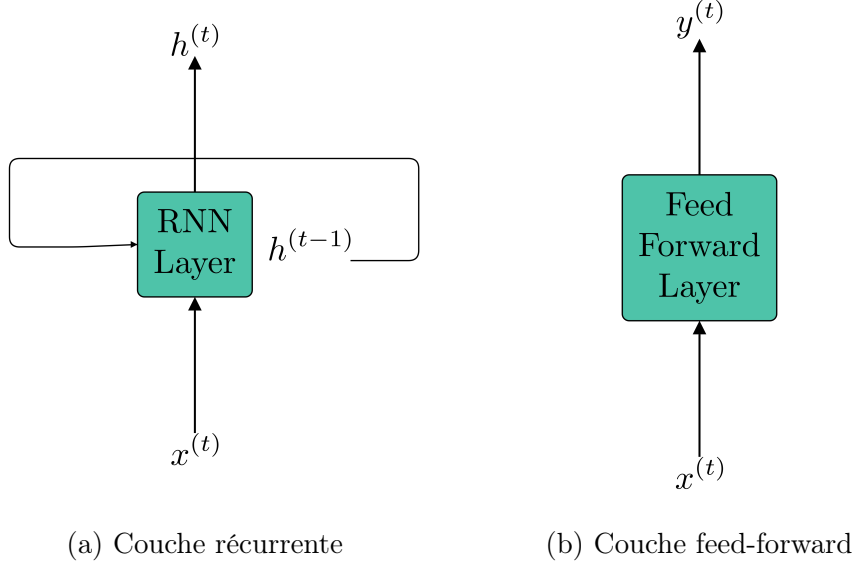 h^(t)
RNN
Layer
h^(t−1)
x^(t)
(a) Couche récurrente
y^(t)
Feed
Forward
Layer
x^(t)
(b) Couche feed-forward